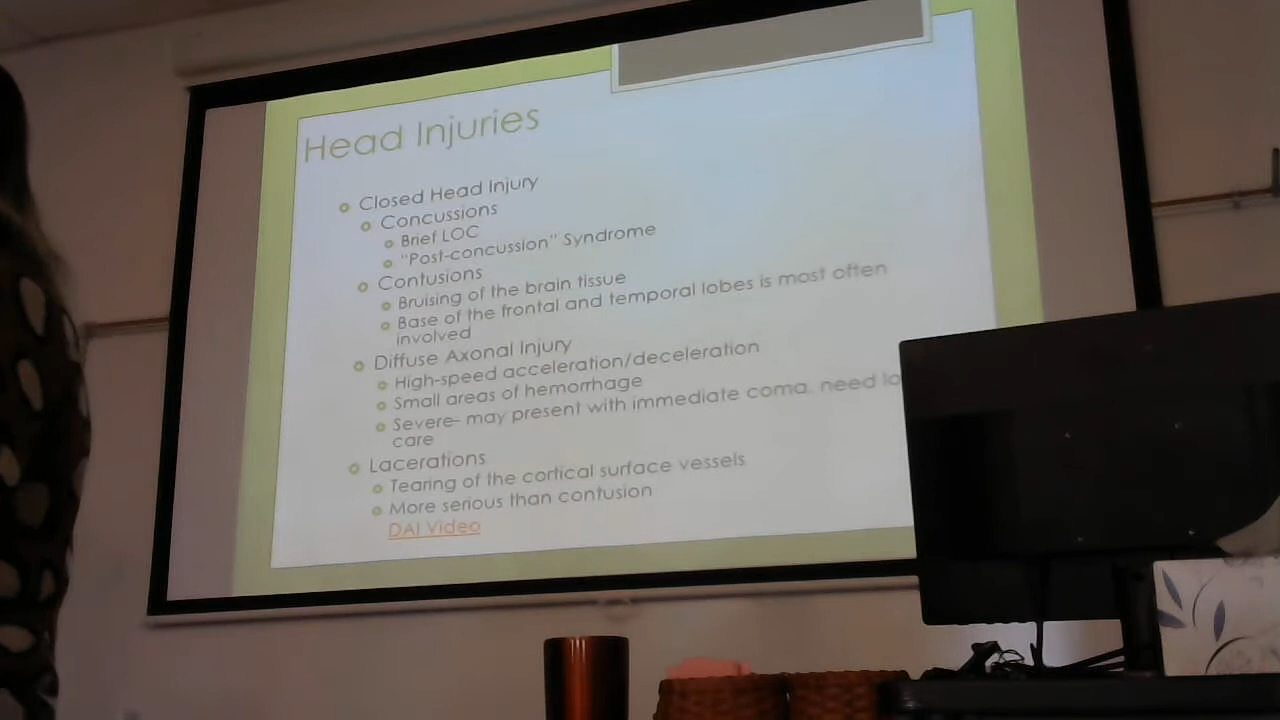 Head Injuries
Closed Head Injury
Concussions
Brief LOC
"Post-concussion" Syndrome
Contusions
Bruising of the brain tissue
Base of the frontal and temporal lobes is most often
involved
Diffuse Axonal Injury
High-speed acceleration/deceleration
Small areas of hemorrhage
Severe- may present with immediate coma, need
care
Lacerations
Tearing of the cortical surface vessels
More serious than contusion
DAI Video